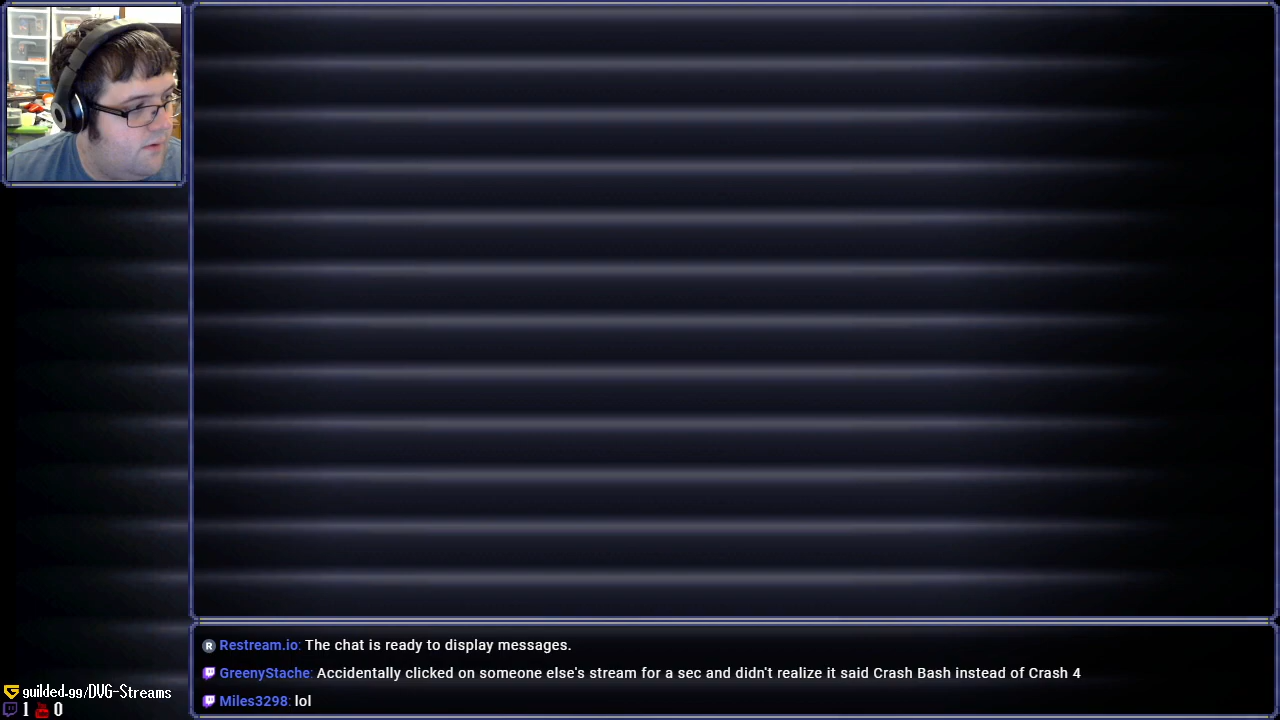 Restream.io: The chat is ready to display messages.
GreenyStache: Accidentally clicked on someone else's stream for a sec and didn't realize it said Crash Bash instead of Crash 4
Miles3298: lol
guilded.gg/DVG-Streams
1 0